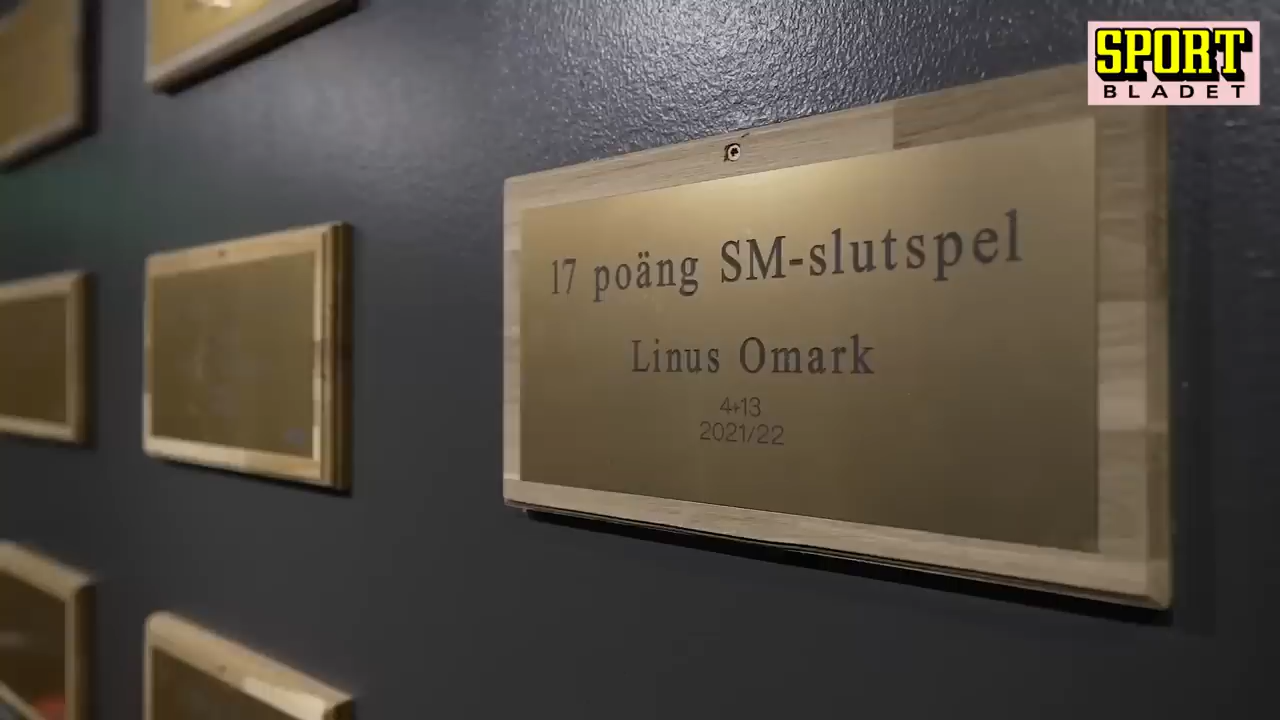 SPORT
BLADET
17 poäng SM-slutspel
Linus Omark
4+13
2021/22